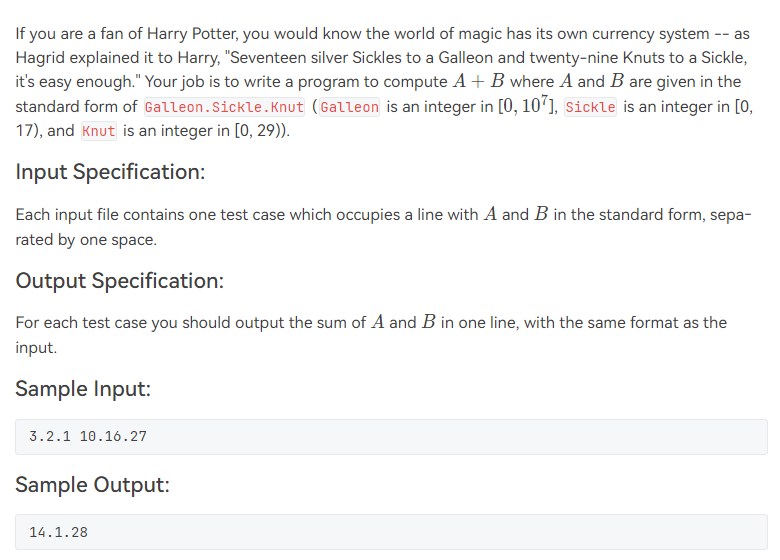 If you are a fan of Harry Potter, you would know the world of magic has its own currency system -- as
Hagrid explained it to Harry, "Seventeen silver Sickles to a Galleon and twenty-nine Knuts to a Sickle,
it's easy enough." Your job is to write a program to compute A + B where A and B are given in the
standard form of Galleon.Sickle.Knut (Galleon is an integer in [0, 10⁷], Sickle is an integer in [0,
17), and Knut is an integer in [0, 29)).
Input Specification:
Each input file contains one test case which occupies a line with A and B in the standard form, sepa-
rated by one space.
Output Specification:
For each test case you should output the sum of A and B in one line, with the same format as the
input.
Sample Input:
3.2.1 10.16.27
Sample Output:
14.1.28